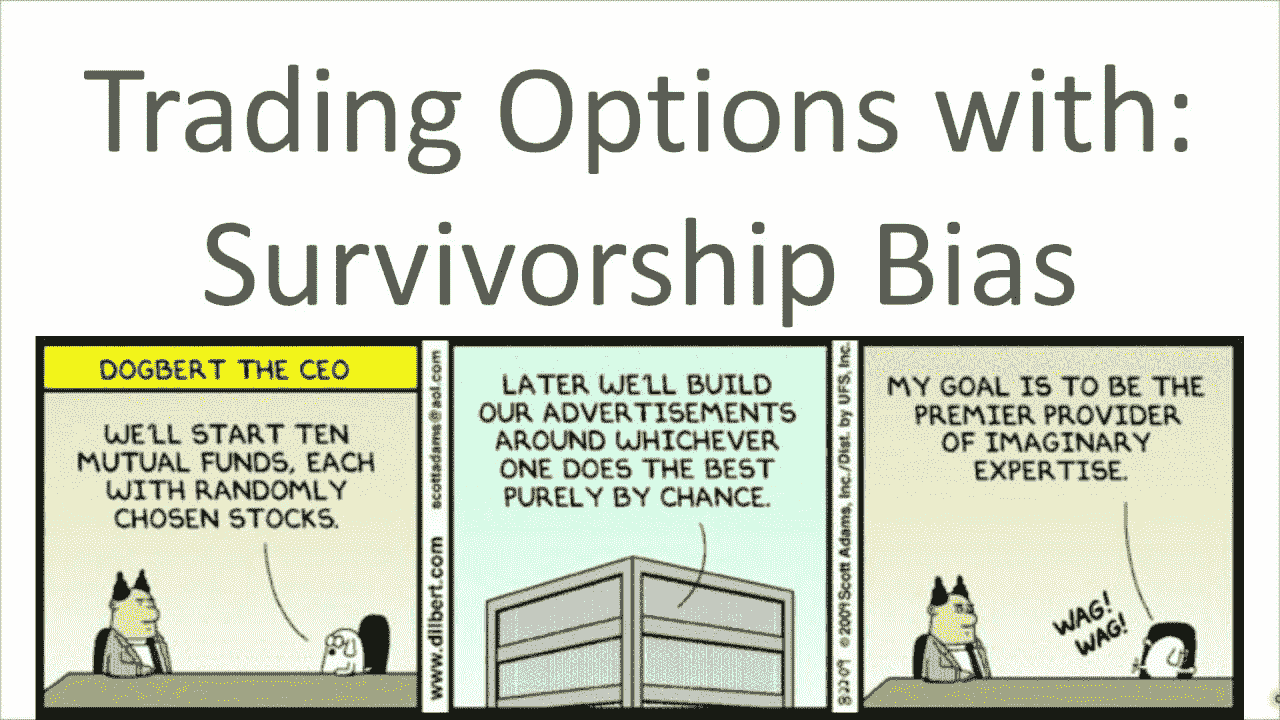 Trading Options with:
Survivorship Bias
DOGBERT THE CEO
WE'LL START TEN
MUTUAL FUNDS, EACH
WITH RANDOMLY
CHOSEN STOCKS.
www.dilbert.com scottadams@aol.com
LATER WE'LL BUILD
OUR ADVERTISEMENTS
AROUND WHICHEVER
ONE DOES THE BEST
PURELY BY CHANCE.
© 2009 Scott Adams, Inc./Dist. by UFS, Inc.
MY GOAL IS TO BE THE
PREMIER PROVIDER
OF IMAGINARY
EXPERTISE.
WAG!
WAG!